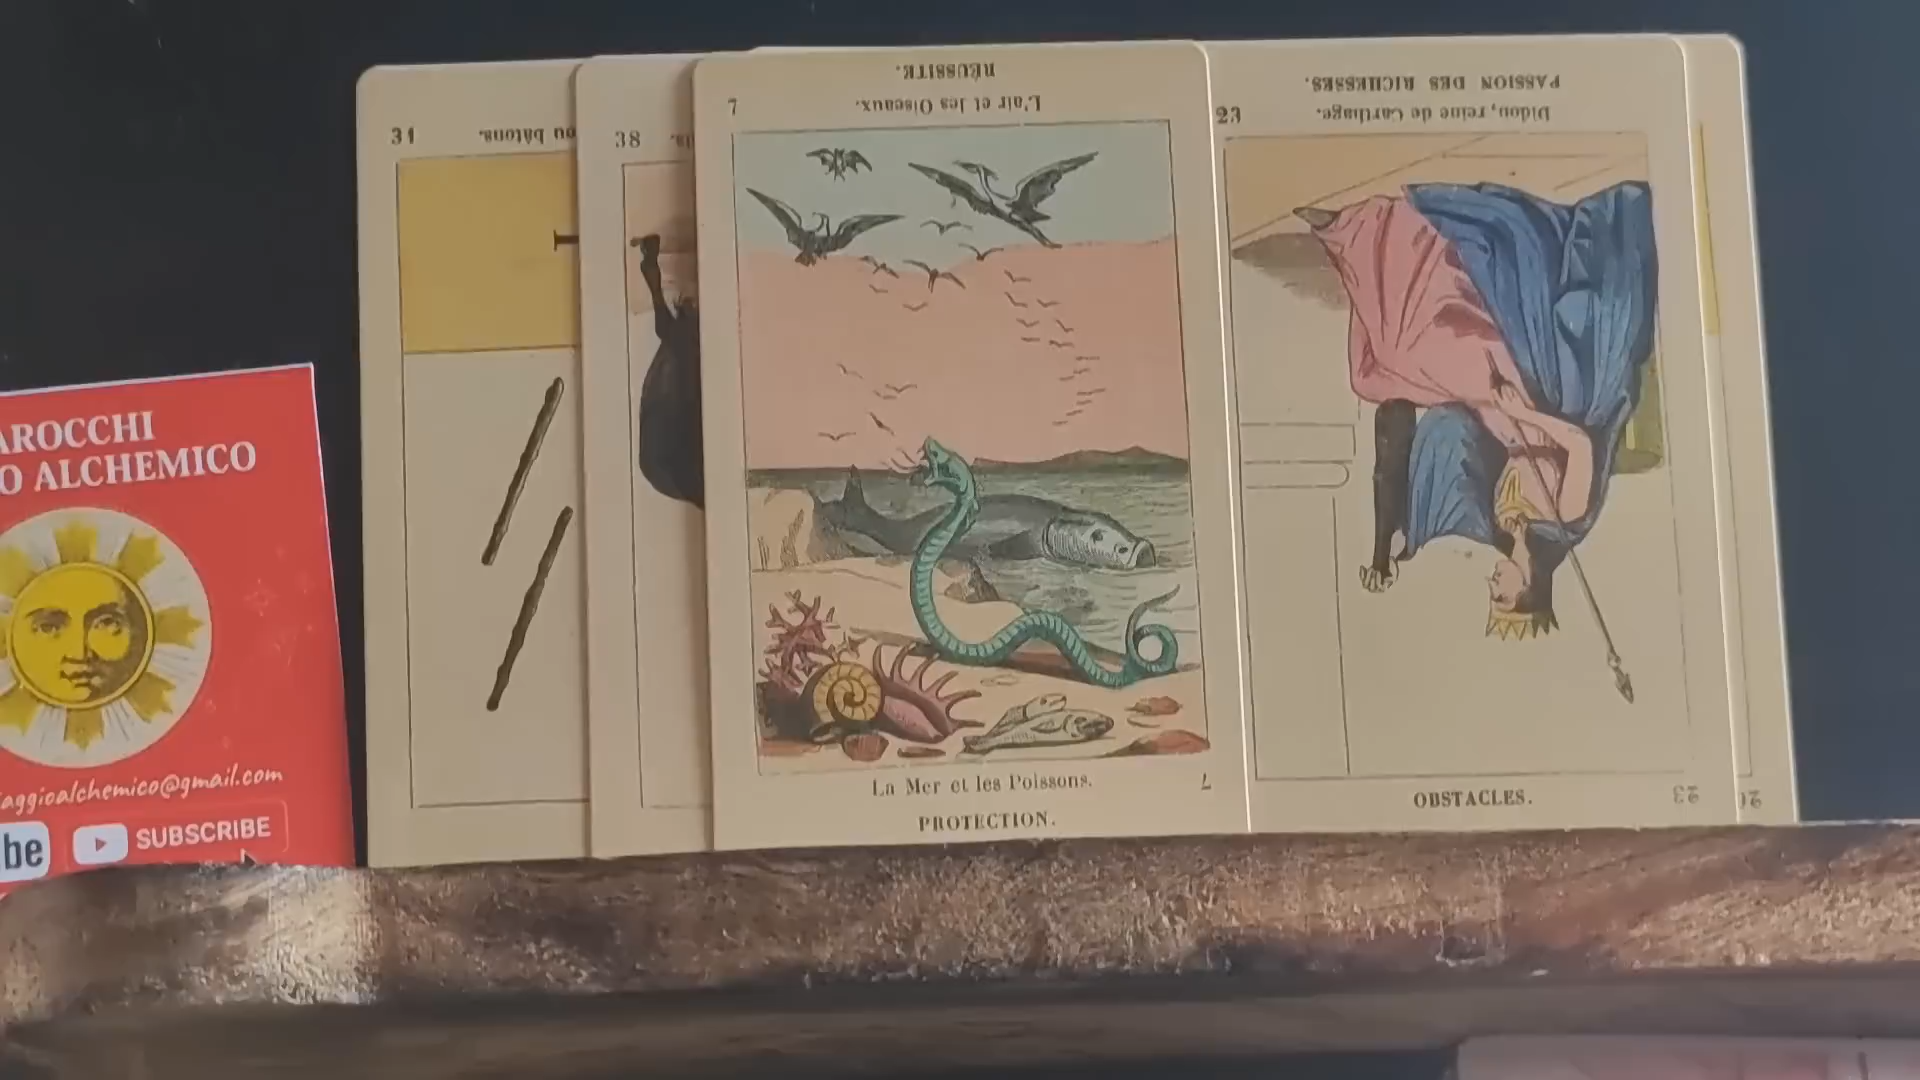 AROCCHI
O ALCHEMICO
aggioalchemico@gmail.com
be
SUBSCRIBE
31
ou bâtons.
38
RÉUSSITE.
7
L'air et les Oiseaux.
La Mer et les Poissons.
7
PROTECTION.
PASSION DES RICHESSES.
23
Didon, reine de Carthage.
OBSTACLES.
23